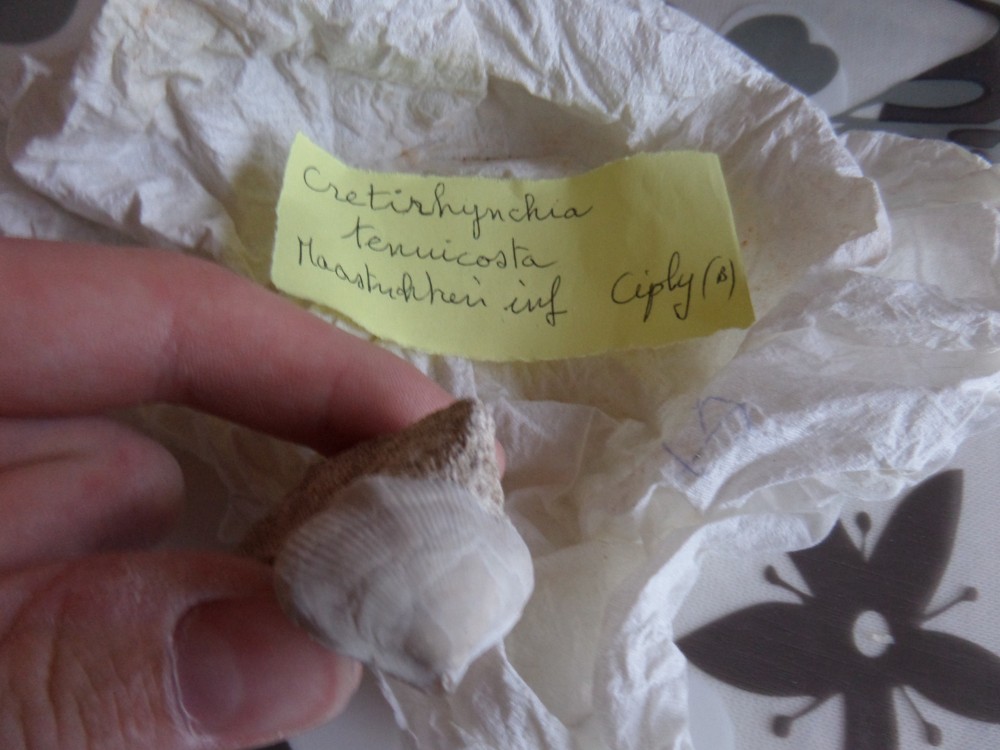 Cretirhynchia
tenuicosta
Maastrichtien inf Ciply (B)